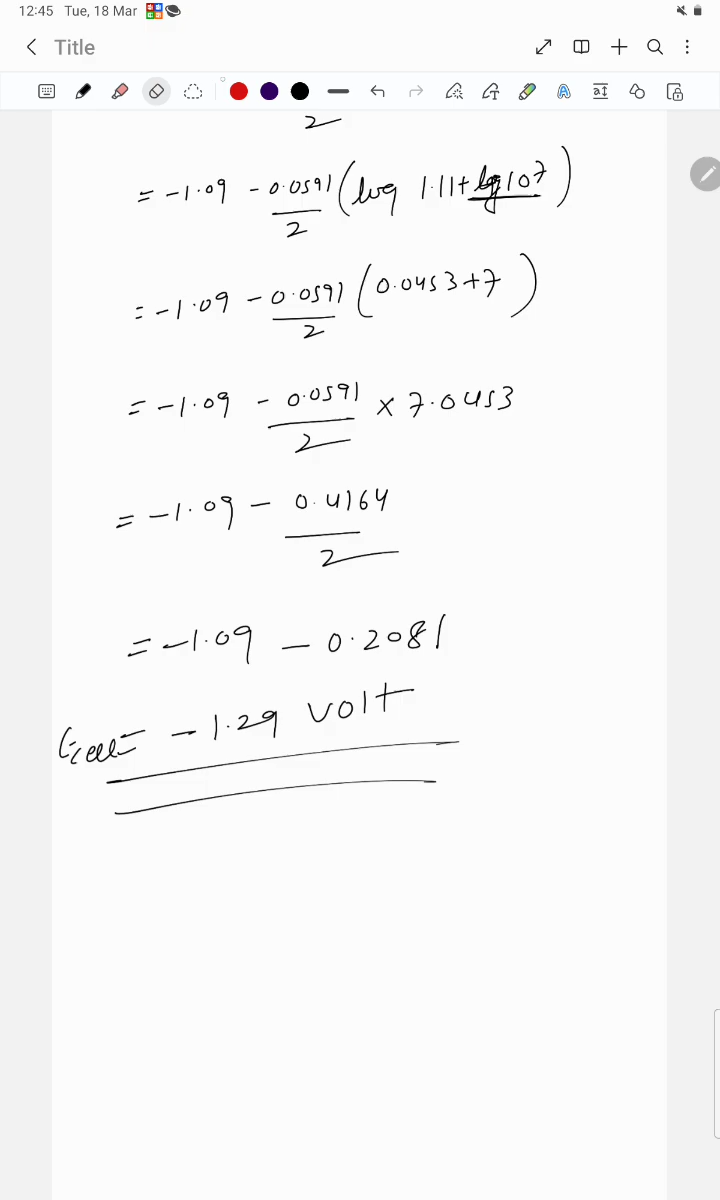 12:45 Tue, 18 Mar
Title
2
= -1.09 - 0.0591/2 (log 1.11 + log 10^7)
= -1.09 - 0.0591/2 (0.0453 + 7)
= -1.09 - 0.0591/2 × 7.0453
= -1.09 - 0.4164/2
= -1.09 - 0.2081
Ecell = -1.29 volt